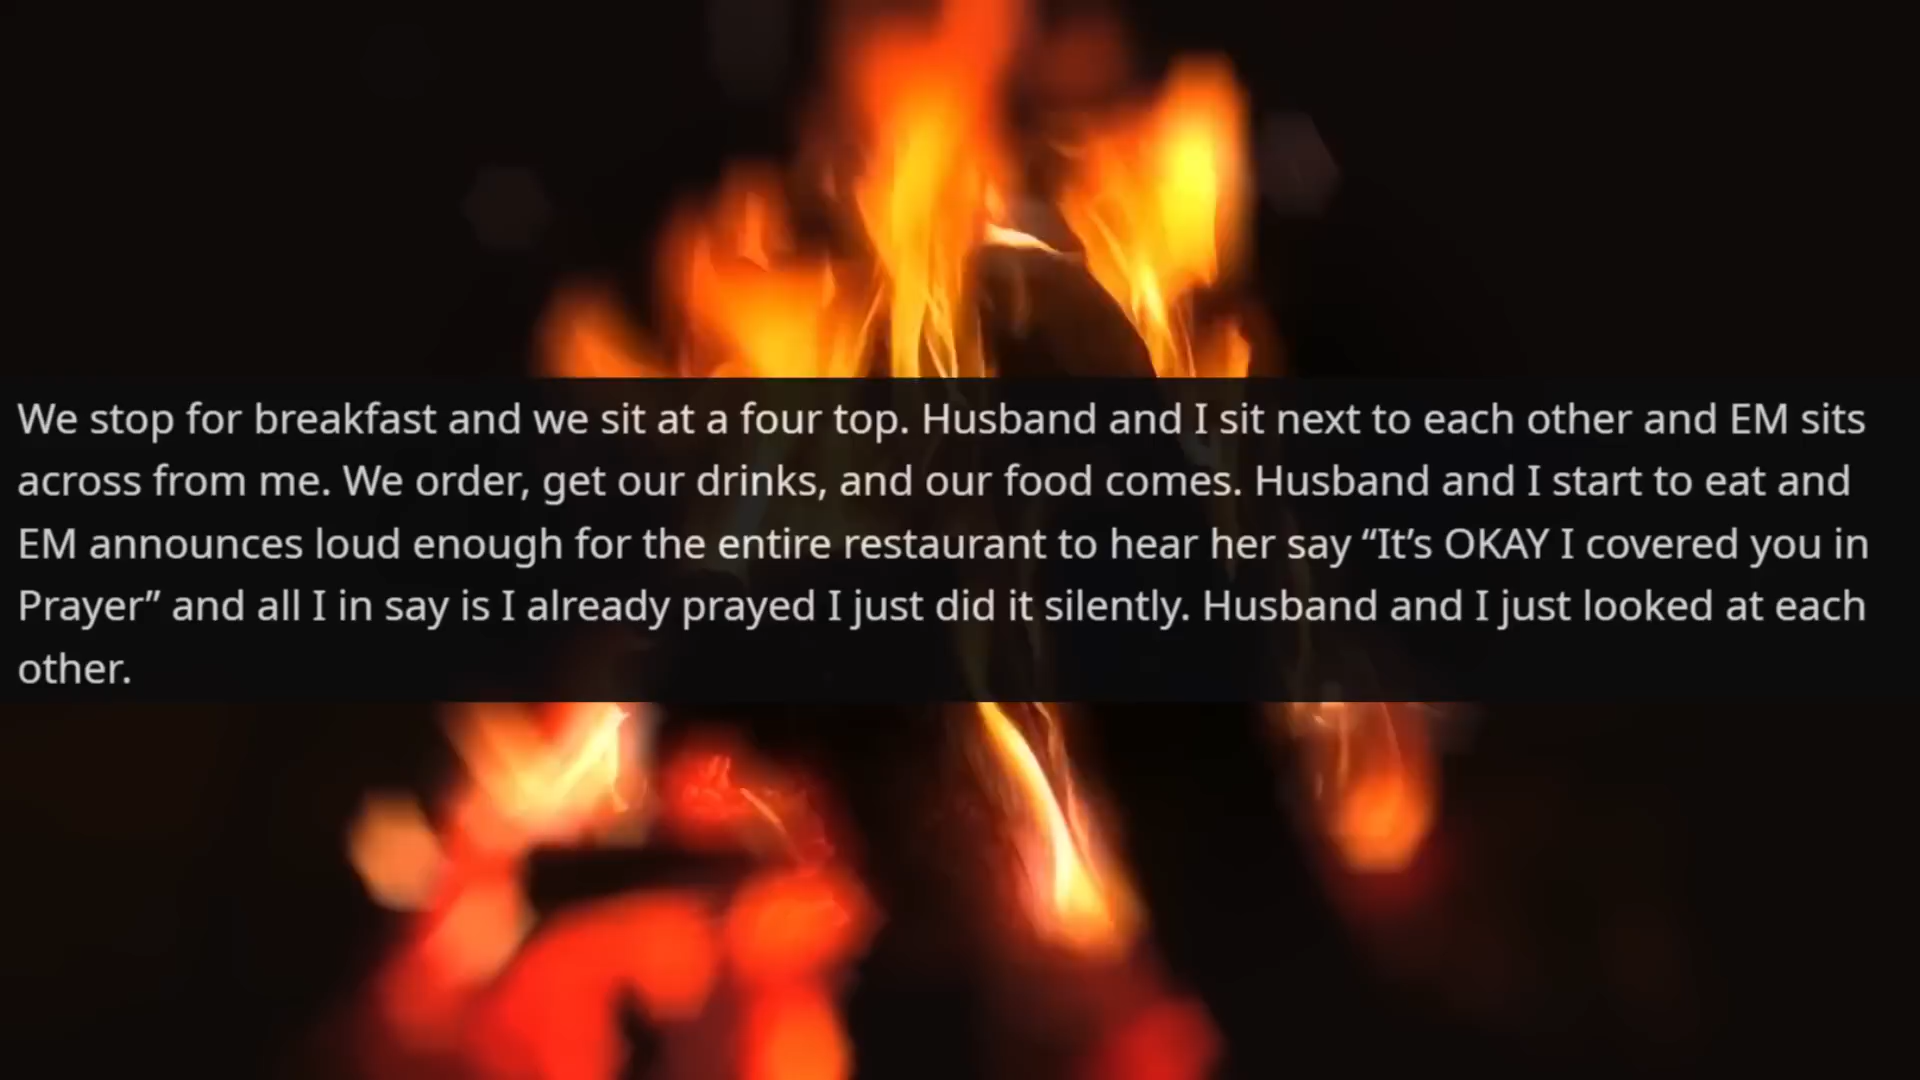 We stop for breakfast and we sit at a four top. Husband and I sit next to each other and EM sits
across from me. We order, get our drinks, and our food comes. Husband and I start to eat and
EM announces loud enough for the entire restaurant to hear her say “It’s OKAY I covered you in
Prayer” and all I in say is I already prayed I just did it silently. Husband and I just looked at each
other.